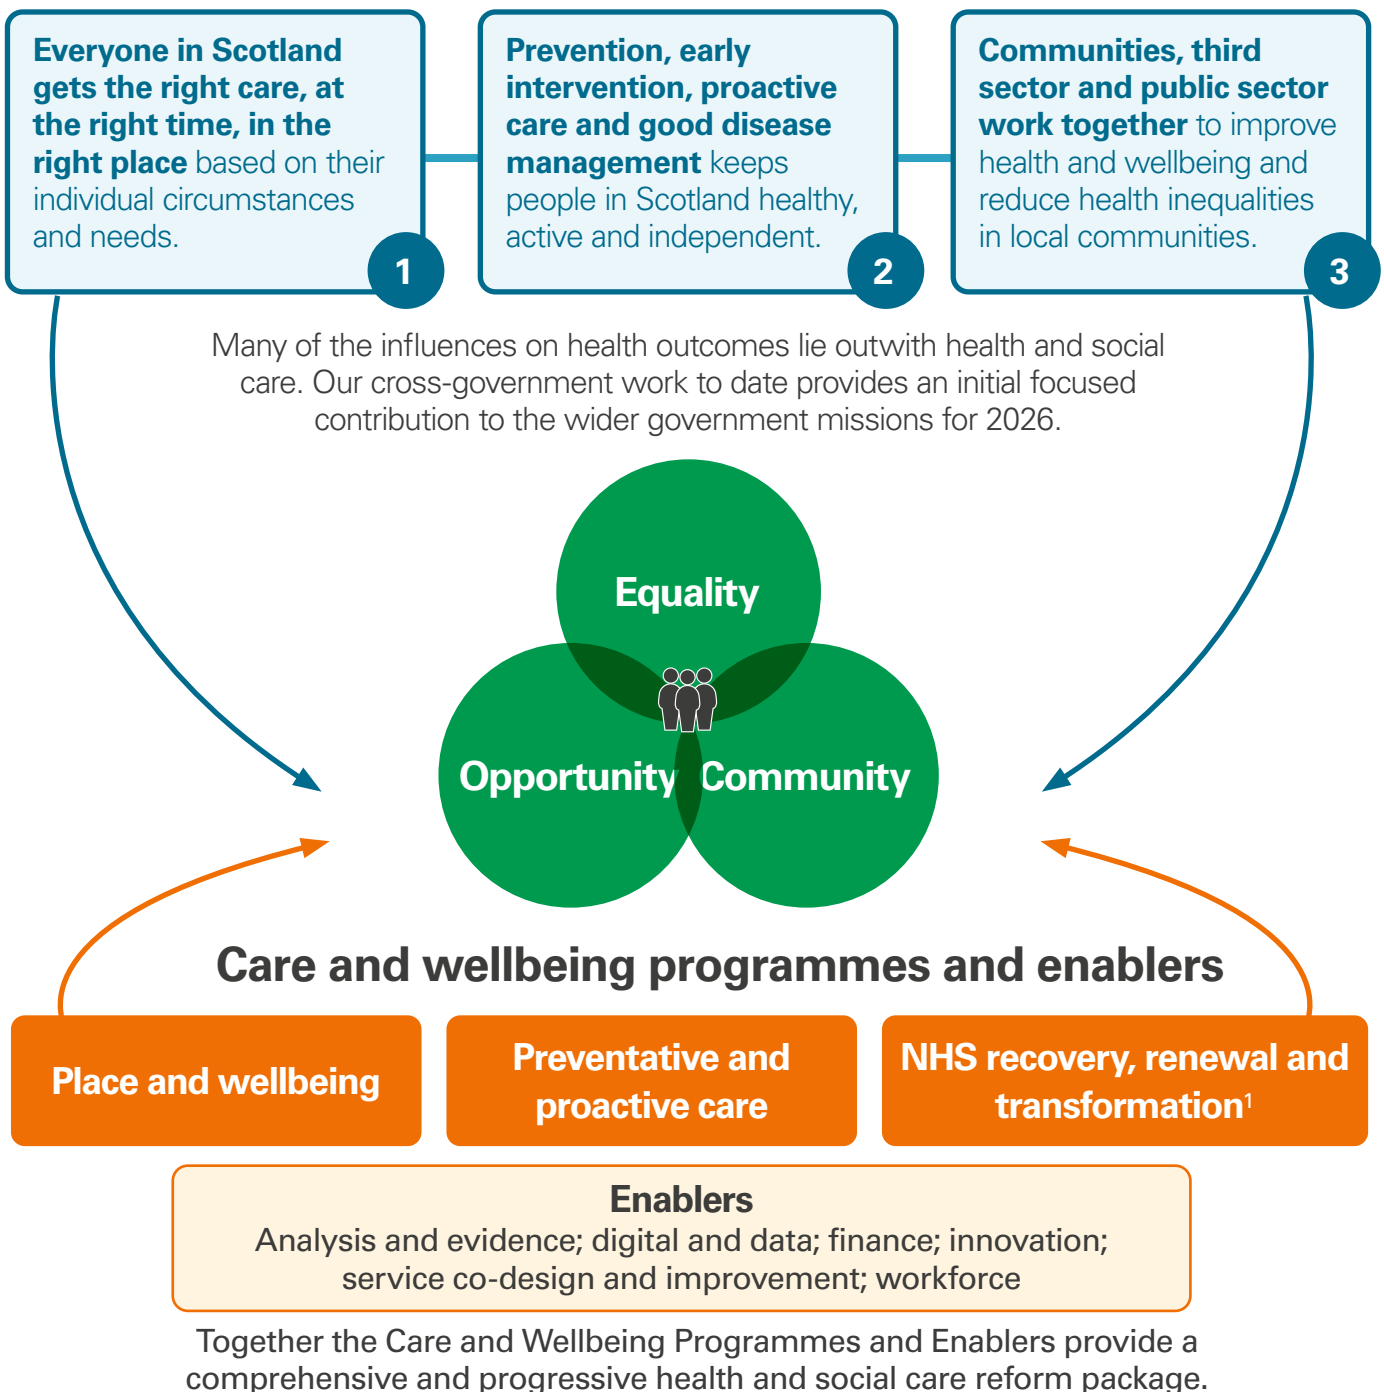 Everyone in Scotland
gets the right care, at
the right time, in the
right place based on their
individual circumstances
and needs.
1
Prevention, early
intervention, proactive
care and good disease
management keeps
people in Scotland healthy,
active and independent.
2
Communities, third
sector and public sector
work together to improve
health and wellbeing and
reduce health inequalities
in local communities.
3
Many of the influences on health outcomes lie outwith health and social
care. Our cross-government work to date provides an initial focused
contribution to the wider government missions for 2026.
Equality
Opportunity
Community
Care and wellbeing programmes and enablers
Place and wellbeing
Preventative and
proactive care
NHS recovery, renewal and
transformation¹
Enablers
Analysis and evidence; digital and data; finance; innovation;
service co-design and improvement; workforce
Together the Care and Wellbeing Programmes and Enablers provide a
comprehensive and progressive health and social care reform package.